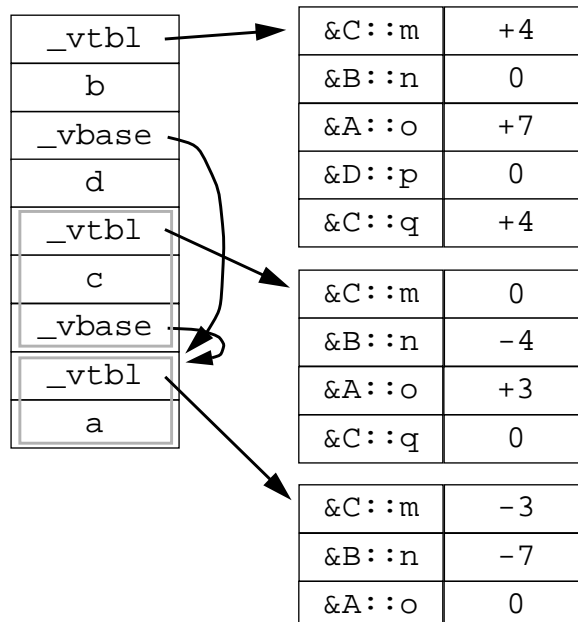 _vtbl
b
_vbase
d
_vtbl
c
_vbase
_vtbl
a
&C::m +4
&B::n 0
&A::o +7
&D::p 0
&C::q +4
&C::m 0
&B::n -4
&A::o +3
&C::q 0
&C::m -3
&B::n -7
&A::o 0